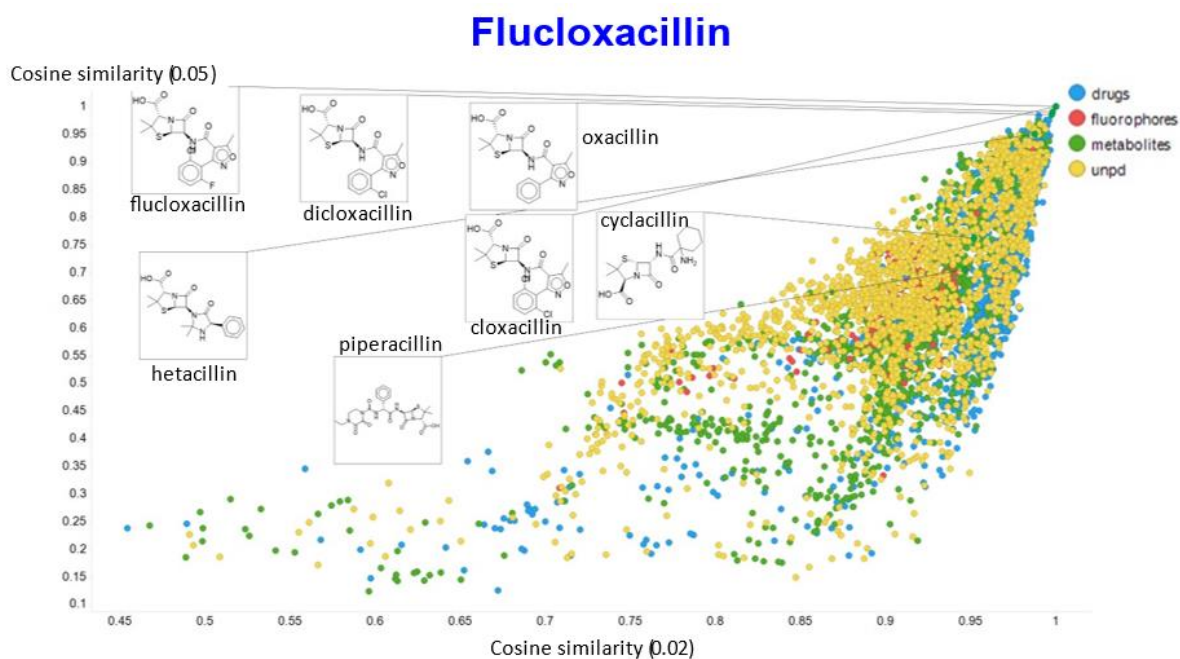 Flucloxacillin
Cosine similarity (0.05)
drugs
fluorophores
metabolites
unpd
1
0.95
0.9
0.85
0.8
0.75
0.7
0.65
0.6
0.55
0.5
0.45
0.4
0.35
0.3
0.25
0.2
0.15
0.1
flucloxacillin
dicloxacillin
oxacillin
cloxacillin
cyclacillin
hetacillin
piperacillin
0.45
0.5
0.55
0.6
0.65
0.7
0.75
0.8
0.85
0.9
0.95
1
Cosine similarity (0.02)